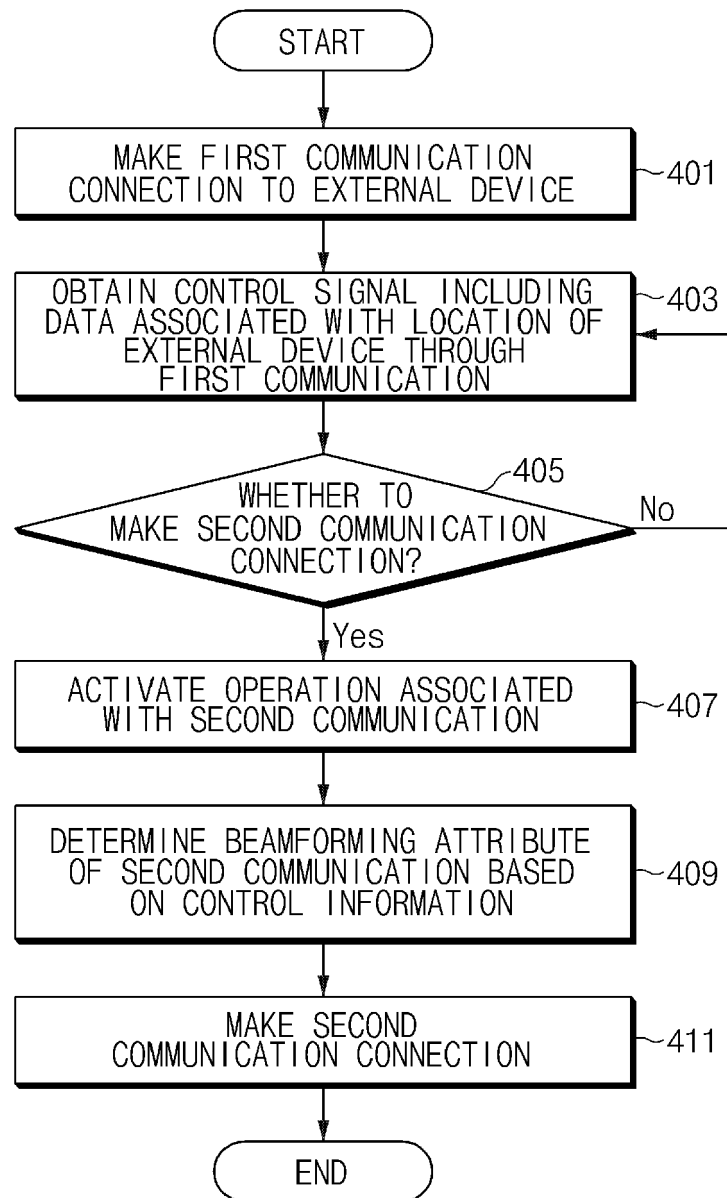 START
MAKE FIRST COMMUNICATION
CONNECTION TO EXTERNAL DEVICE
401
OBTAIN CONTROL SIGNAL INCLUDING
DATA ASSOCIATED WITH LOCATION OF
EXTERNAL DEVICE THROUGH
FIRST COMMUNICATION
403
405
WHETHER TO
MAKE SECOND COMMUNICATION
CONNECTION?
No
Yes
ACTIVATE OPERATION ASSOCIATED
WITH SECOND COMMUNICATION
407
DETERMINE BEAMFORMING ATTRIBUTE
OF SECOND COMMUNICATION BASED
ON CONTROL INFORMATION
409
MAKE SECOND
COMMUNICATION CONNECTION
411
END